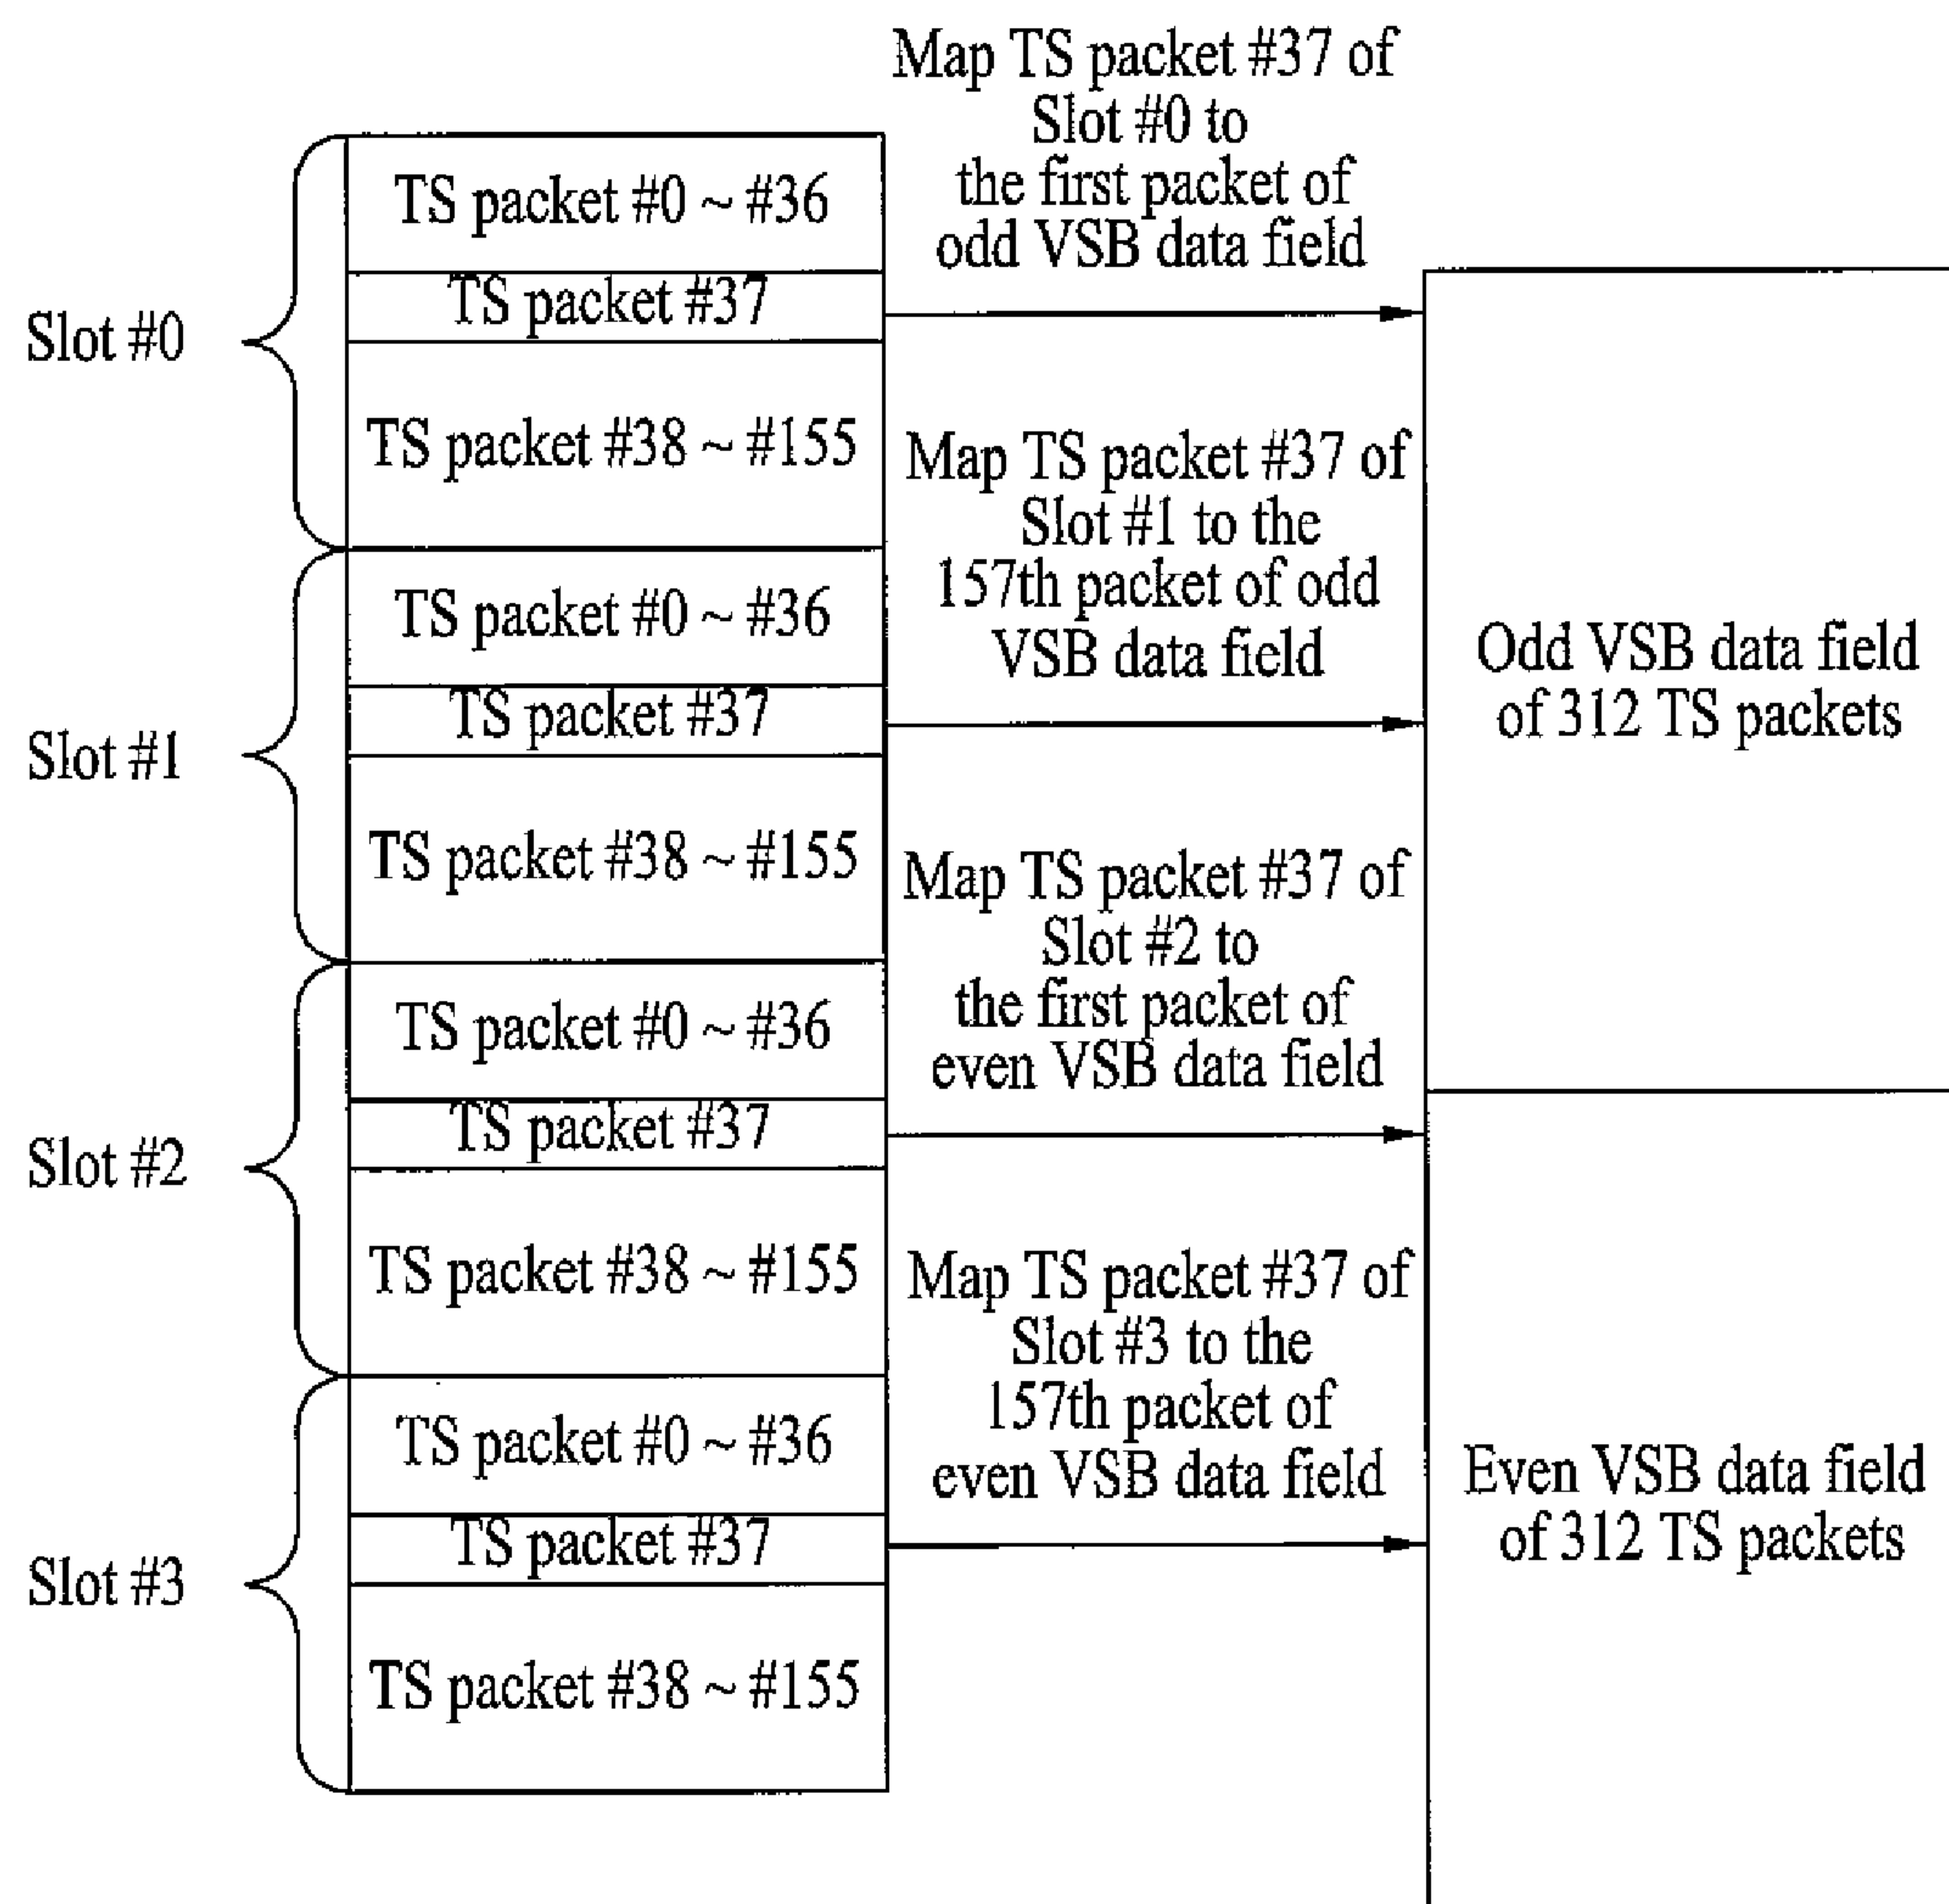 Map TS packet #37 of
Slot #0 to
the first packet of
odd VSB data field
TS packet #0 ~ #36
TS packet #37
Slot #0
TS packet #38 ~ #155
Map TS packet #37 of
Slot #1 to the
157th packet of odd
VSB data field
TS packet #0 ~ #36
TS packet #37
Slot #1
TS packet #38 ~ #155
Odd VSB data field
of 312 TS packets
Map TS packet #37 of
Slot #2 to
the first packet of
even VSB data field
TS packet #0 ~ #36
TS packet #37
Slot #2
TS packet #38 ~ #155
Map TS packet #37 of
Slot #3 to the
157th packet of
even VSB data field
TS packet #0 ~ #36
TS packet #37
Slot #3
TS packet #38 ~ #155
Even VSB data field
of 312 TS packets